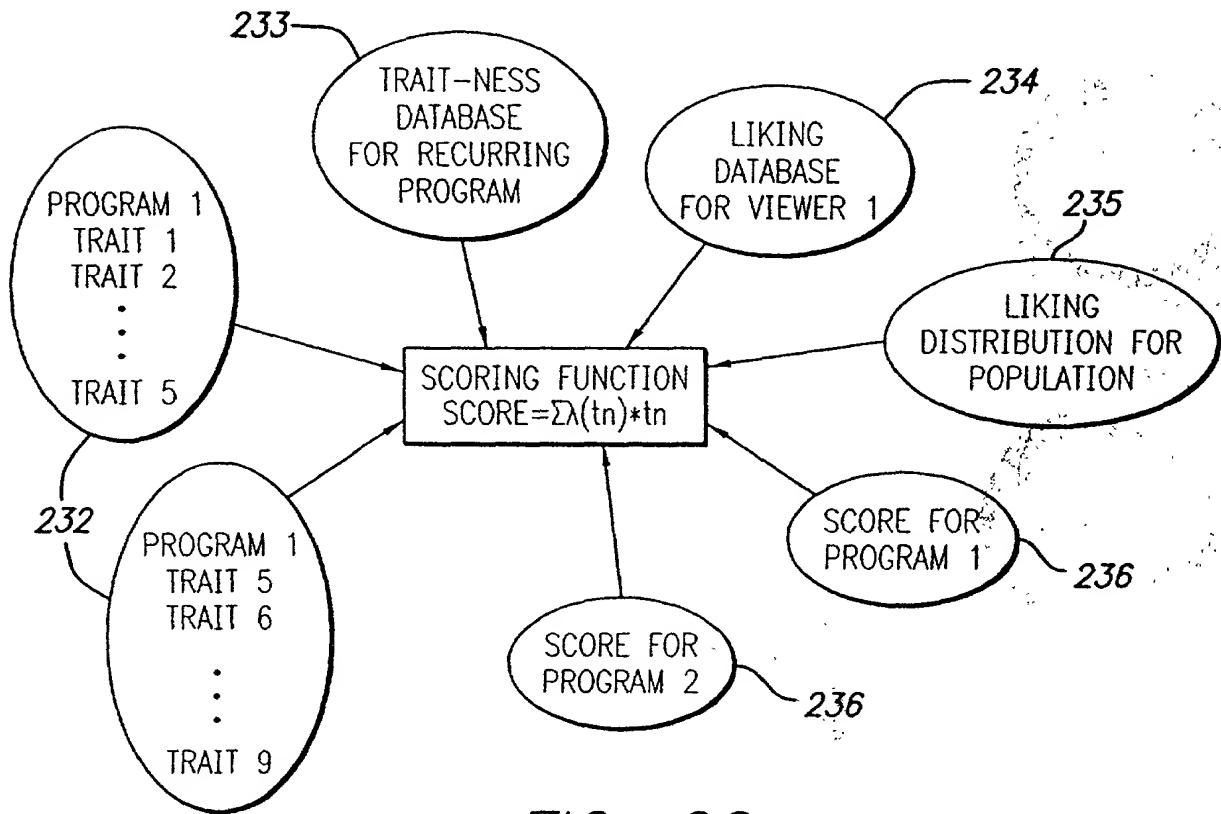 233
TRAIT-NESS
DATABASE
FOR RECURRING
PROGRAM
234
LIKING
DATABASE
FOR VIEWER 1
235
LIKING
DISTRIBUTION FOR
POPULATION
PROGRAM 1
TRAIT 1
TRAIT 2
.
.
.
TRAIT 5
SCORING FUNCTION
SCORE=Σλ(tn)*tn
232
PROGRAM 1
TRAIT 5
TRAIT 6
.
.
.
TRAIT 9
SCORE FOR
PROGRAM 2
236
SCORE FOR
PROGRAM 1
236